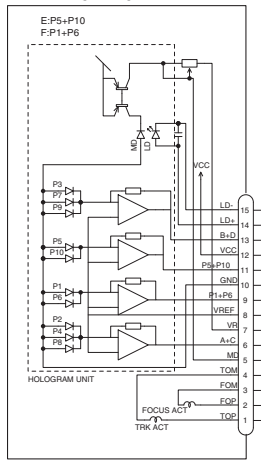 E:P5+P10
F:P1+P6
MD
LD
VCC
P3
P7
P9
P5
P10
P1
P6
P2
P4
P8
HOLOGRAM UNIT
LD- 15
LD+ 14
B+D 13
VCC 12
P5+P10 11
GND 10
P1+P6 9
VREF 8
VR 7
A+C 6
MD 5
TOM 4
FOM 3
FOP 2
TOP 1
FOCUS ACT
TRK ACT